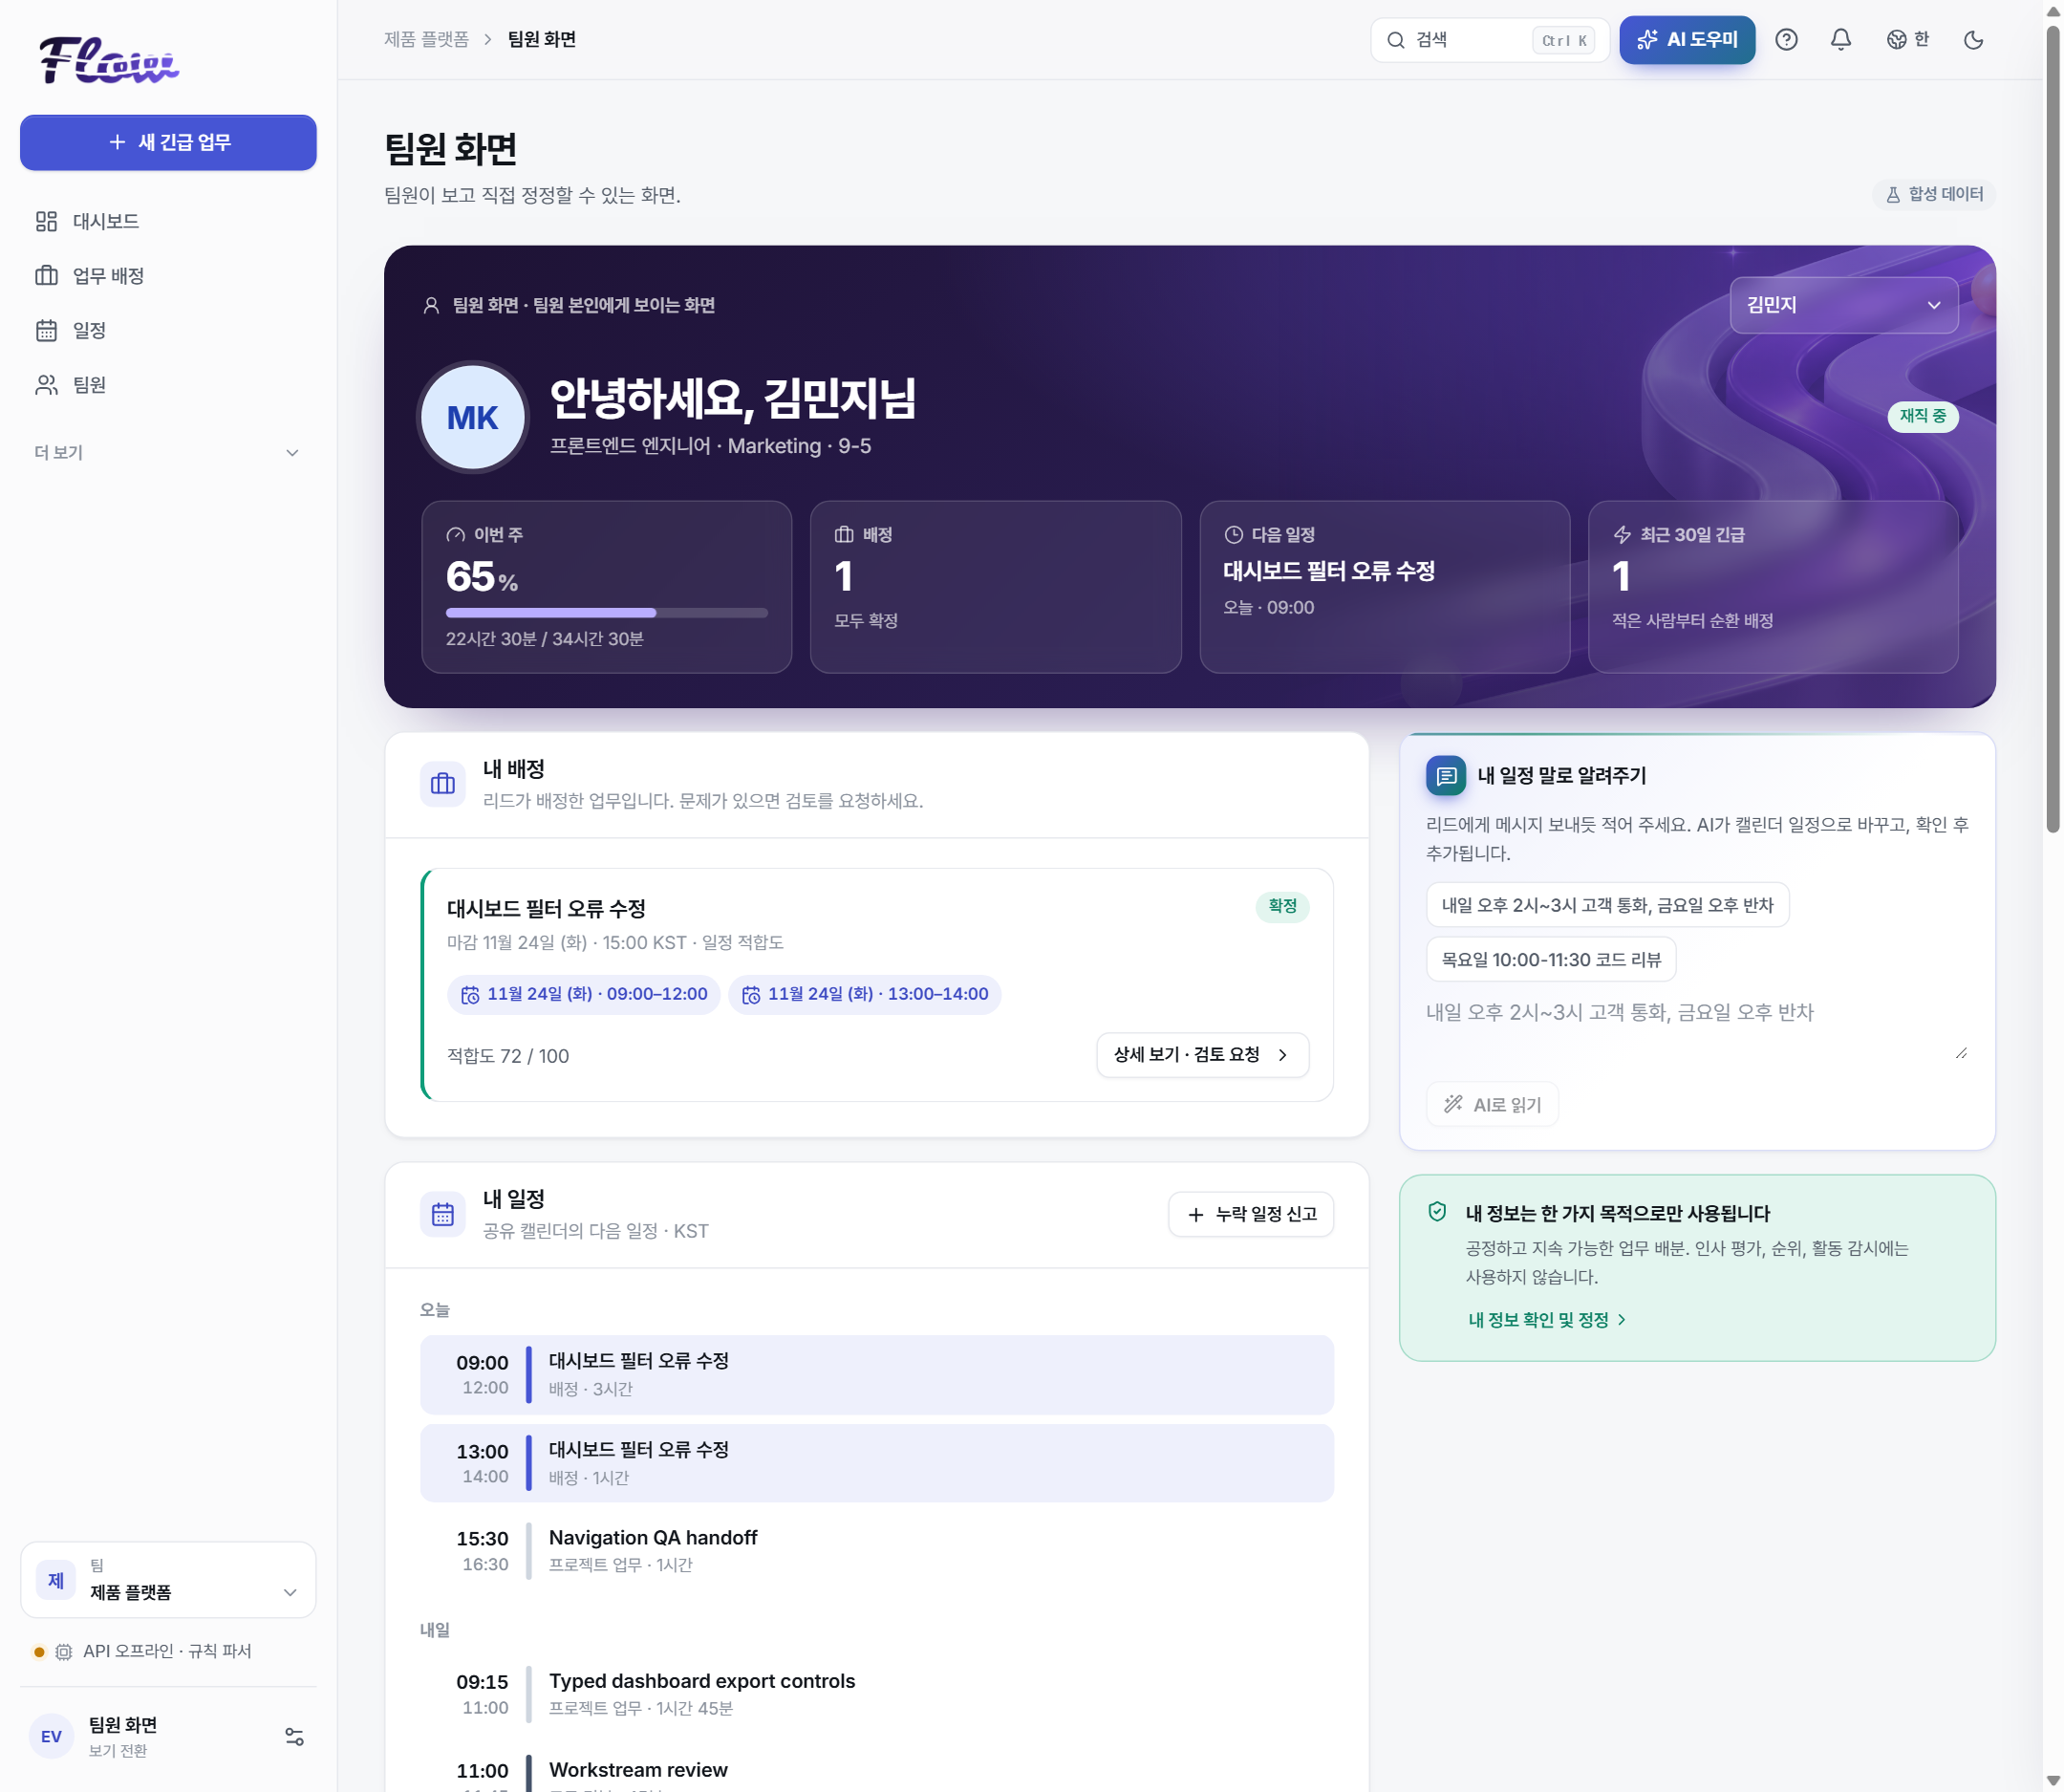 Flow
새 긴급 업무
대시보드
업무 배정
일정
팀원
더 보기
제
팀
제품 플랫폼
API 오프라인 · 규칙 파서
EV
팀원 화면
보기 전환
제품 플랫폼 > 팀원 화면
검색 Ctrl K
AI 도우미
한
팀원 화면
팀원이 보고 직접 정정할 수 있는 화면.
합성 데이터
팀원 화면 · 팀원 본인에게 보이는 화면
김민지
MK
안녕하세요, 김민지님
프론트엔드 엔지니어 · Marketing · 9-5
재직 중
이번 주
65%
22시간 30분 / 34시간 30분
배정
1
모두 확정
다음 일정
대시보드 필터 오류 수정
오늘 · 09:00
최근 30일 긴급
1
적은 사람부터 순환 배정
내 배정
리드가 배정한 업무입니다. 문제가 있으면 검토를 요청하세요.
대시보드 필터 오류 수정
확정
마감 11월 24일 (화) · 15:00 KST · 일정 적합도
11월 24일 (화) · 09:00–12:00
11월 24일 (화) · 13:00–14:00
적합도 72 / 100
상세 보기 · 검토 요청
내 일정
공유 캘린더의 다음 일정 · KST
누락 일정 신고
오늘
09:00
12:00
대시보드 필터 오류 수정
배정 · 3시간
13:00
14:00
대시보드 필터 오류 수정
배정 · 1시간
15:30
16:30
Navigation QA handoff
프로젝트 업무 · 1시간
내일
09:15
11:00
Typed dashboard export controls
프로젝트 업무 · 1시간 45분
11:00
Workstream review
내 일정 말로 알려주기
리드에게 메시지 보내듯 적어 주세요. AI가 캘린더 일정으로 바꾸고, 확인 후
추가됩니다.
내일 오후 2시~3시 고객 통화, 금요일 오후 반차
목요일 10:00-11:30 코드 리뷰
내일 오후 2시~3시 고객 통화, 금요일 오후 반차
AI로 읽기
내 정보는 한 가지 목적으로만 사용됩니다
공정하고 지속 가능한 업무 배분. 인사 평가, 순위, 활동 감시에는
사용하지 않습니다.
내 정보 확인 및 정정